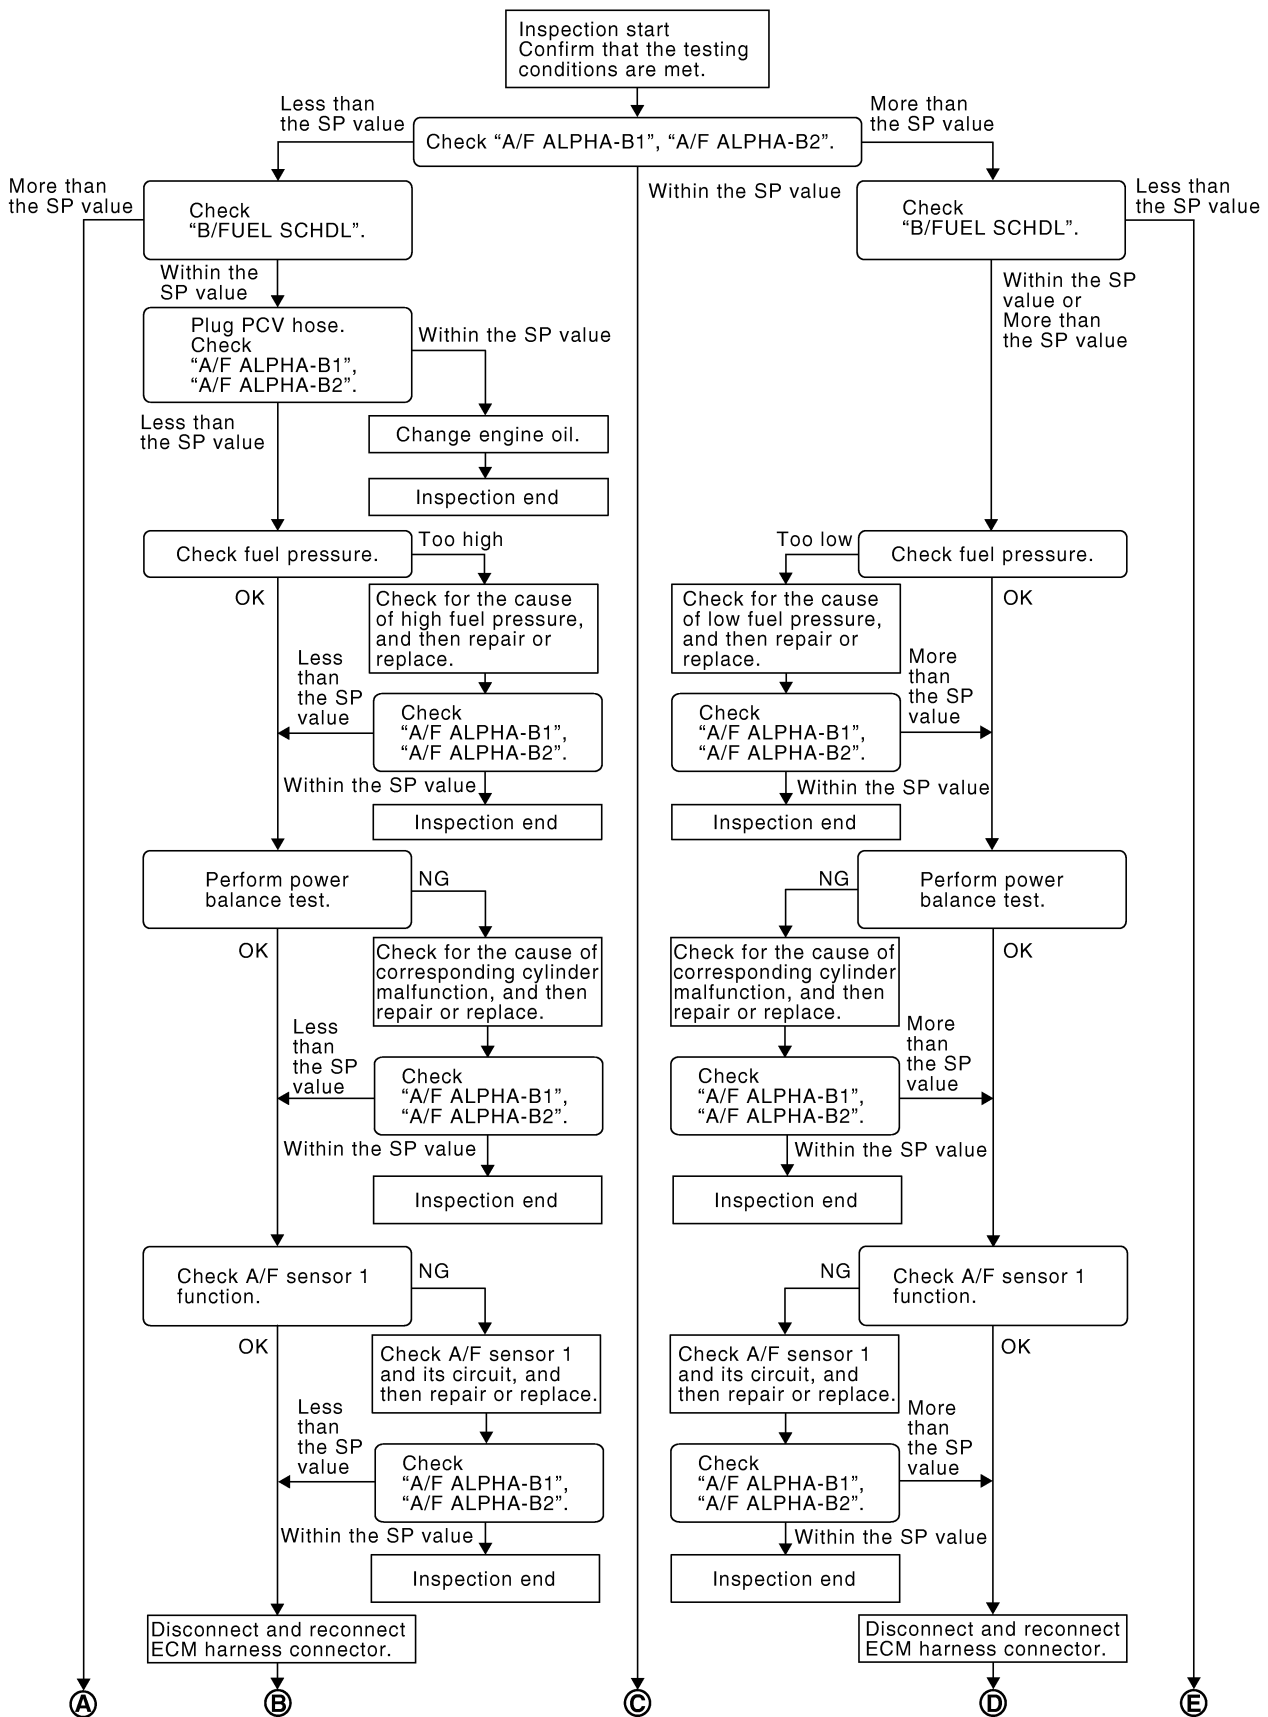 Inspection start
Confirm that the testing
conditions are met.
Less than
the SP value
More than
the SP value
Check “A/F ALPHA-B1”, “A/F ALPHA-B2”.
More than
the SP value
Check
“B/FUEL SCHDL”.
Within the SP value
Check
“B/FUEL SCHDL”.
Less than
the SP value
Within the
SP value
Within the SP
value or
More than
the SP value
Plug PCV hose.
Check
“A/F ALPHA-B1”,
“A/F ALPHA-B2”.
Within the SP value
Less than
the SP value
Change engine oil.
Inspection end
Check fuel pressure.
Too high
Too low
Check fuel pressure.
OK
Check for the cause
of high fuel pressure,
and then repair or
replace.
Check for the cause
of low fuel pressure,
and then repair or
replace.
OK
Less
than
the SP
value
Check
“A/F ALPHA-B1”,
“A/F ALPHA-B2”.
Check
“A/F ALPHA-B1”,
“A/F ALPHA-B2”.
More
than
the SP
value
Within the SP value
Within the SP value
Inspection end
Inspection end
Perform power
balance test.
NG
NG
Perform power
balance test.
OK
Check for the cause of
corresponding cylinder
malfunction, and then
repair or replace.
Check for the cause of
corresponding cylinder
malfunction, and then
repair or replace.
OK
Less
than
the SP
value
Check
“A/F ALPHA-B1”,
“A/F ALPHA-B2”.
Check
“A/F ALPHA-B1”,
“A/F ALPHA-B2”.
More
than
the SP
value
Within the SP value
Within the SP value
Inspection end
Inspection end
Check A/F sensor 1
function.
NG
NG
Check A/F sensor 1
function.
OK
Check A/F sensor 1
and its circuit, and
then repair or replace.
Check A/F sensor 1
and its circuit, and
then repair or replace.
OK
Less
than
the SP
value
Check
“A/F ALPHA-B1”,
“A/F ALPHA-B2”.
Check
“A/F ALPHA-B1”,
“A/F ALPHA-B2”.
More
than
the SP
value
Within the SP value
Within the SP value
Inspection end
Inspection end
Disconnect and reconnect
ECM harness connector.
Disconnect and reconnect
ECM harness connector.
A
B
C
D
E